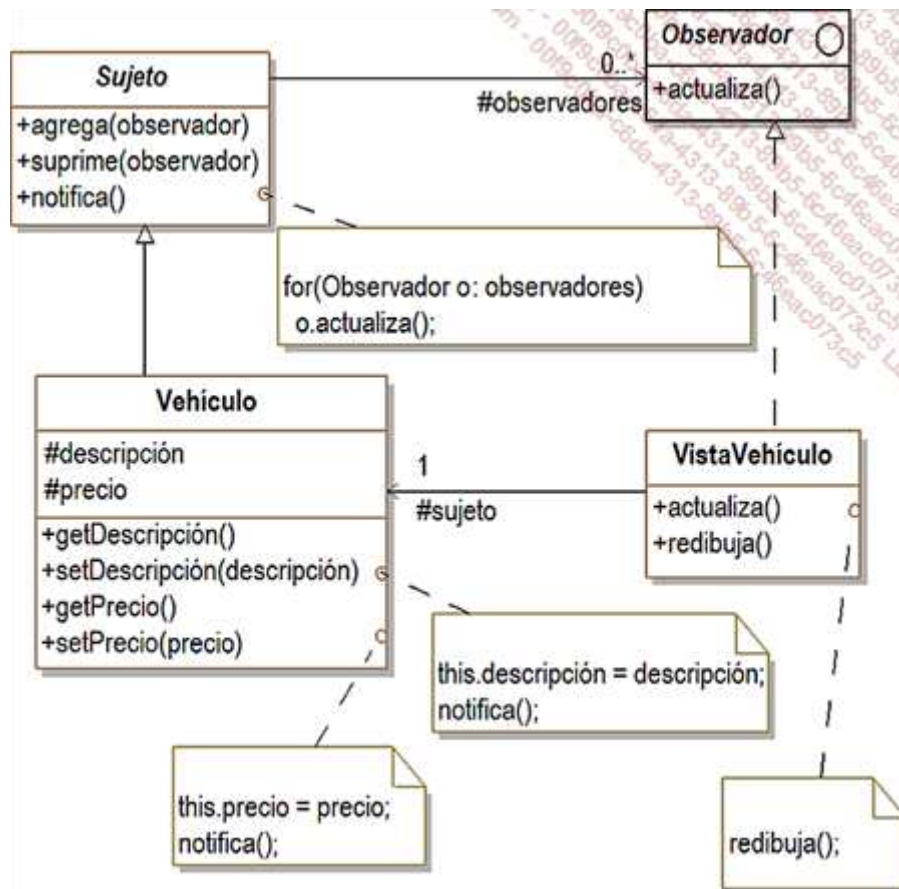 Sujeto
+agrega(observador)
+suprime(observador)
+notifica()
0..*
#observadores
Observador
+actualiza()
for(Observador o: observadores)
o.actualiza();
Vehículo
#descripción
#precio
+getDescripción()
+setDescripción(descripción)
+getPrecio()
+setPrecio(precio)
1
#sujeto
VistaVehículo
+actualiza()
+redibuja()
this.descripción = descripción;
notifica();
this.precio = precio;
notifica();
redibuja();